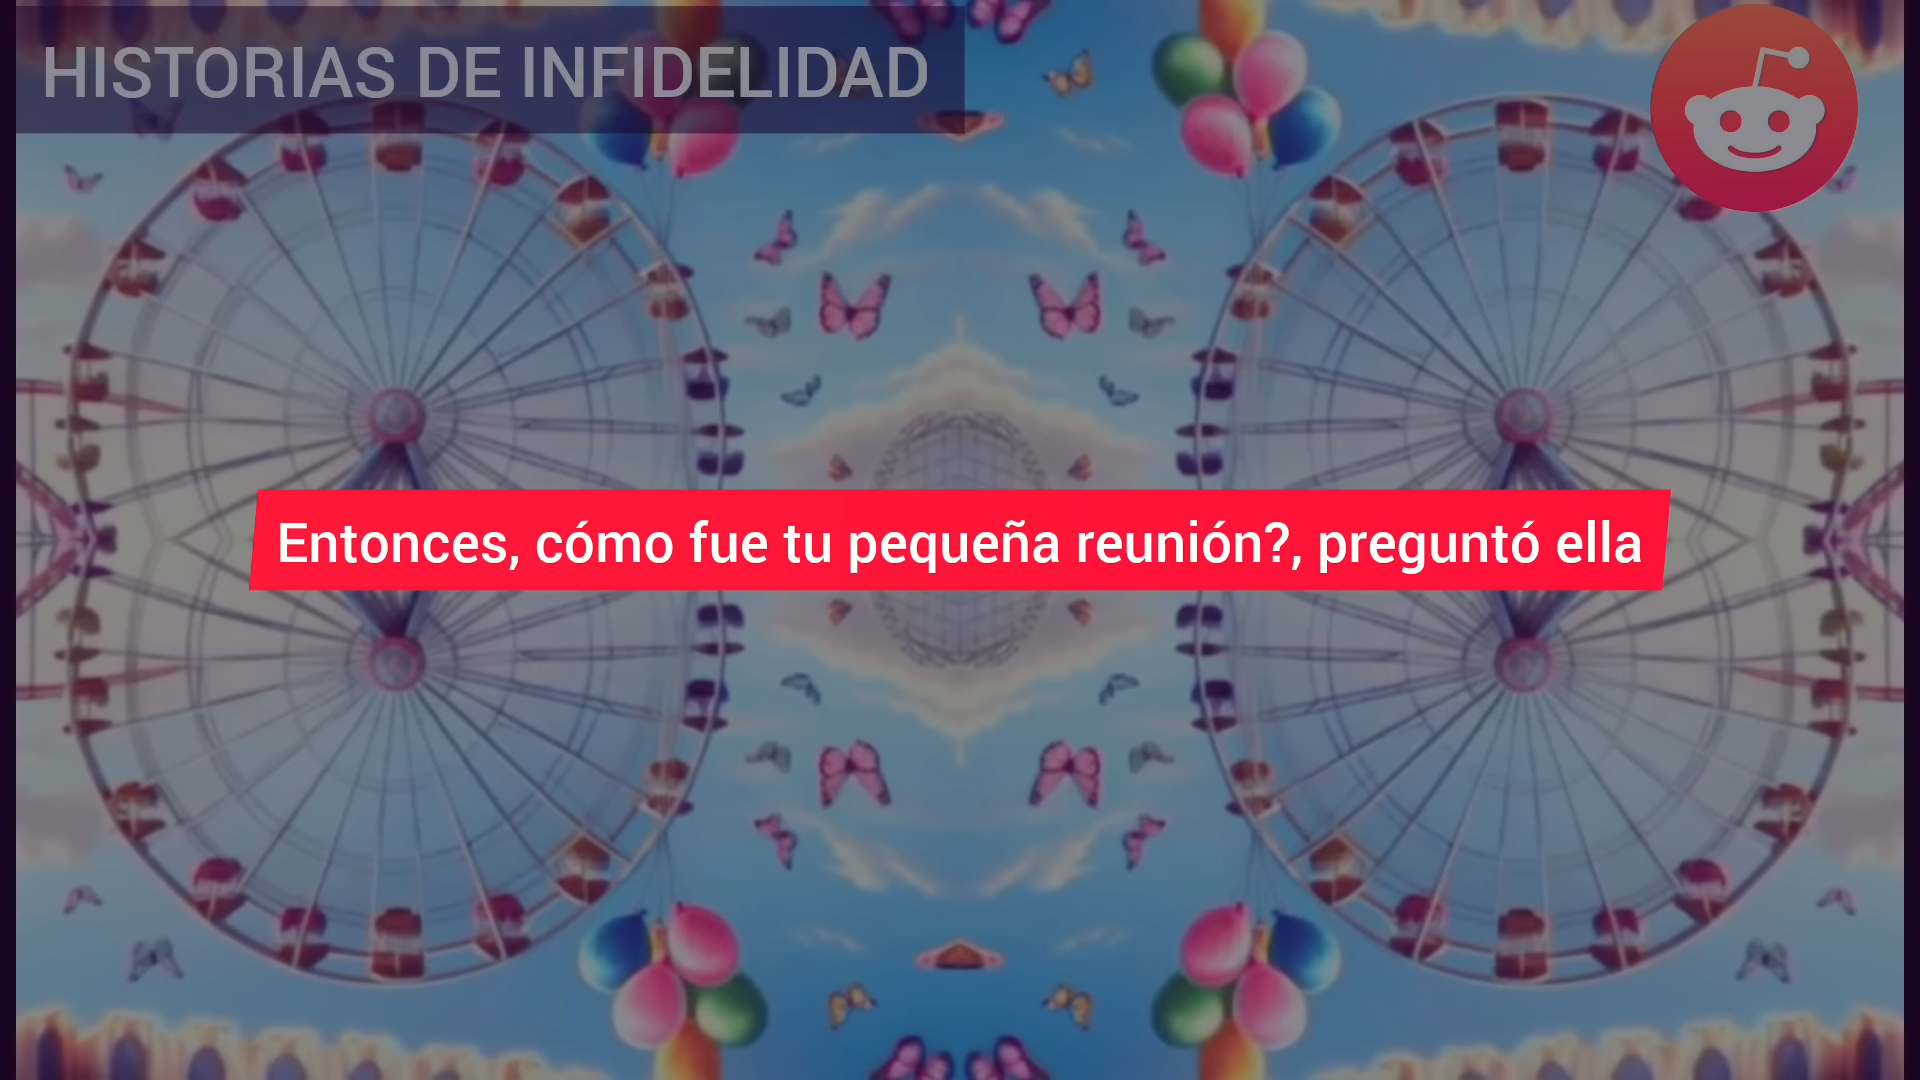 HISTORIAS DE INFIDELIDAD
Entonces, cómo fue tu pequeña reunión?, preguntó ella